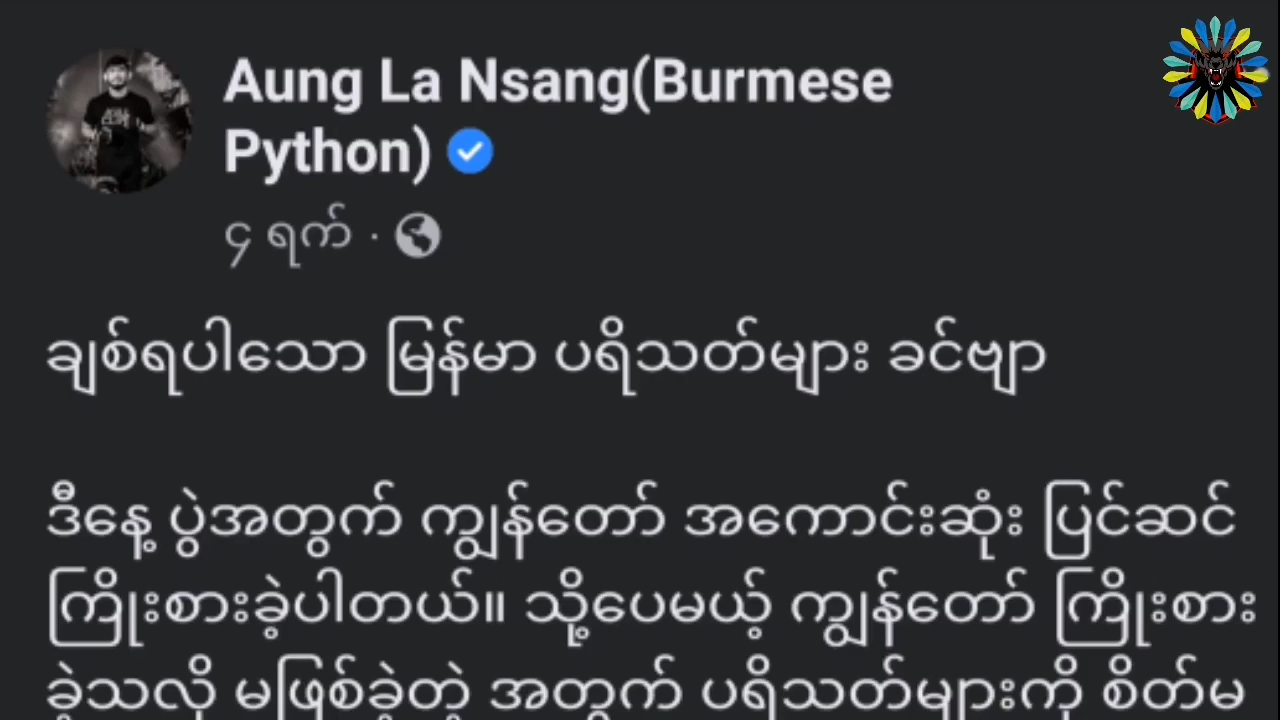 Aung La Nsang(Burmese
Python)
၄ ရက် ·
ချစ်ရပါသော မြန်မာ ပရိသတ်များ ခင်ဗျာ
ဒီနေ့ ပွဲအတွက် ကျွန်တော် အကောင်းဆုံး ပြင်ဆင်
ကြိုးစားခဲ့ပါတယ်။ သို့ပေမယ့် ကျွန်တော် ကြိုးစား
ခဲ့သလို မဖြစ်ခဲ့တဲ့ အတွက် ပရိသတ်များကို စိတ်မ